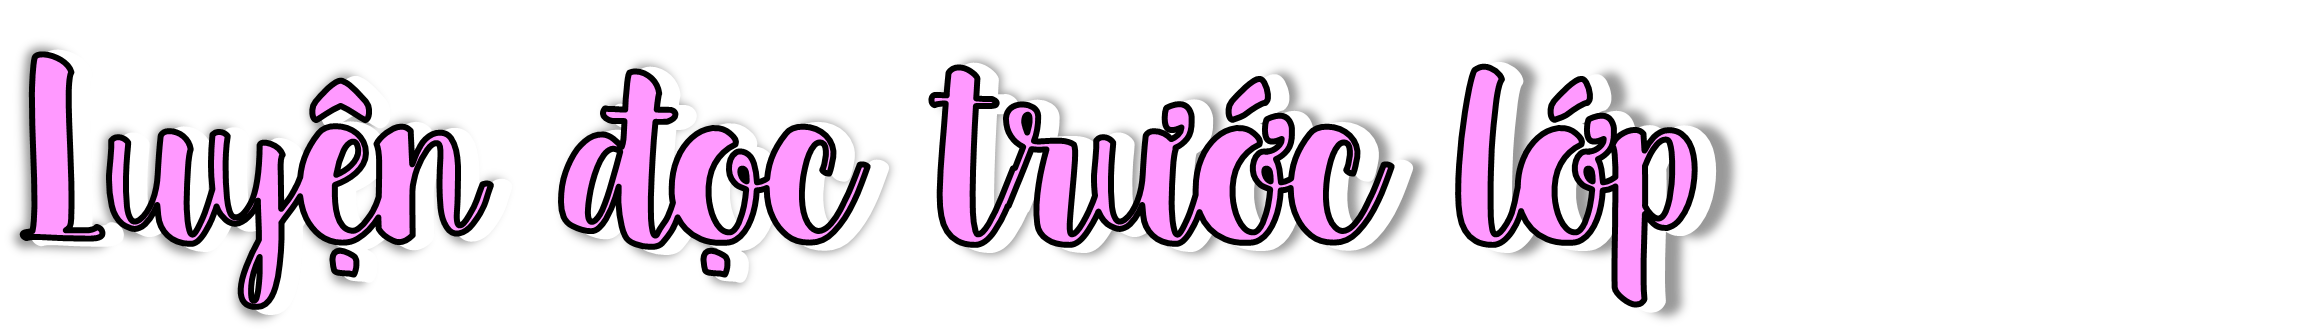 Luyện đọc trước lớp